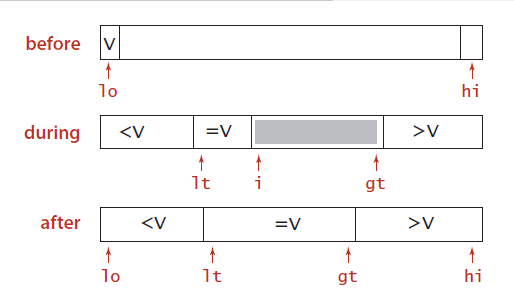 before V
lo hi
during <V =V >V
lt i gt
after <V =V >V
lo lt gt hi